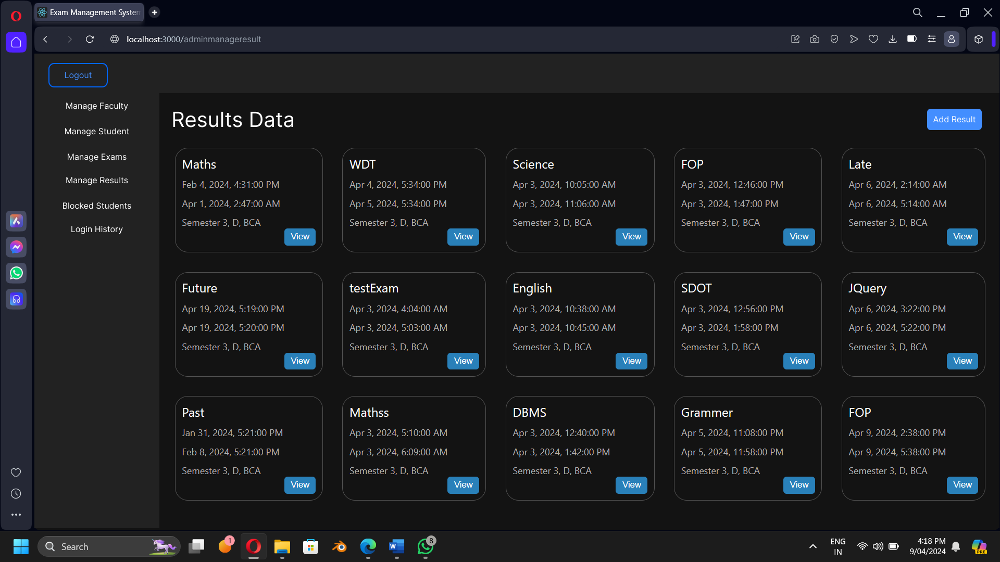 Exam Management System
localhost:3000/adminmanageresult
Logout
Manage Faculty
Manage Student
Manage Exams
Manage Results
Blocked Students
Login History
Results Data
Add Result
Maths
Feb 4, 2024, 4:31:00 PM
Apr 1, 2024, 2:47:00 AM
Semester 3, D, BCA
View
WDT
Apr 4, 2024, 5:34:00 PM
Apr 5, 2024, 5:34:00 PM
Semester 3, D, BCA
View
Science
Apr 3, 2024, 10:05:00 AM
Apr 3, 2024, 11:06:00 AM
Semester 3, D, BCA
View
FOP
Apr 3, 2024, 12:46:00 PM
Apr 3, 2024, 1:47:00 PM
Semester 3, D, BCA
View
Late
Apr 6, 2024, 2:14:00 AM
Apr 6, 2024, 5:14:00 AM
Semester 3, D, BCA
View
Future
Apr 19, 2024, 5:19:00 PM
Apr 19, 2024, 5:20:00 PM
Semester 3, D, BCA
View
testExam
Apr 3, 2024, 4:04:00 AM
Apr 3, 2024, 5:03:00 AM
Semester 3, D, BCA
View
English
Apr 3, 2024, 10:38:00 AM
Apr 3, 2024, 10:45:00 AM
Semester 3, D, BCA
View
SDOT
Apr 3, 2024, 12:56:00 PM
Apr 3, 2024, 1:58:00 PM
Semester 3, D, BCA
View
JQuery
Apr 6, 2024, 3:22:00 PM
Apr 6, 2024, 5:22:00 PM
Semester 3, D, BCA
View
Past
Jan 31, 2024, 5:21:00 PM
Feb 8, 2024, 5:21:00 PM
Semester 3, D, BCA
View
Mathss
Apr 3, 2024, 5:10:00 AM
Apr 3, 2024, 6:09:00 AM
Semester 3, D, BCA
View
DBMS
Apr 3, 2024, 12:40:00 PM
Apr 3, 2024, 1:42:00 PM
Semester 3, D, BCA
View
Grammer
Apr 5, 2024, 11:08:00 PM
Apr 5, 2024, 11:58:00 PM
Semester 3, D, BCA
View
FOP
Apr 9, 2024, 2:38:00 PM
Apr 9, 2024, 5:38:00 PM
Semester 3, D, BCA
View
Search
1
W
8
ENG
IN
4:18 PM
9/04/2024
PRE